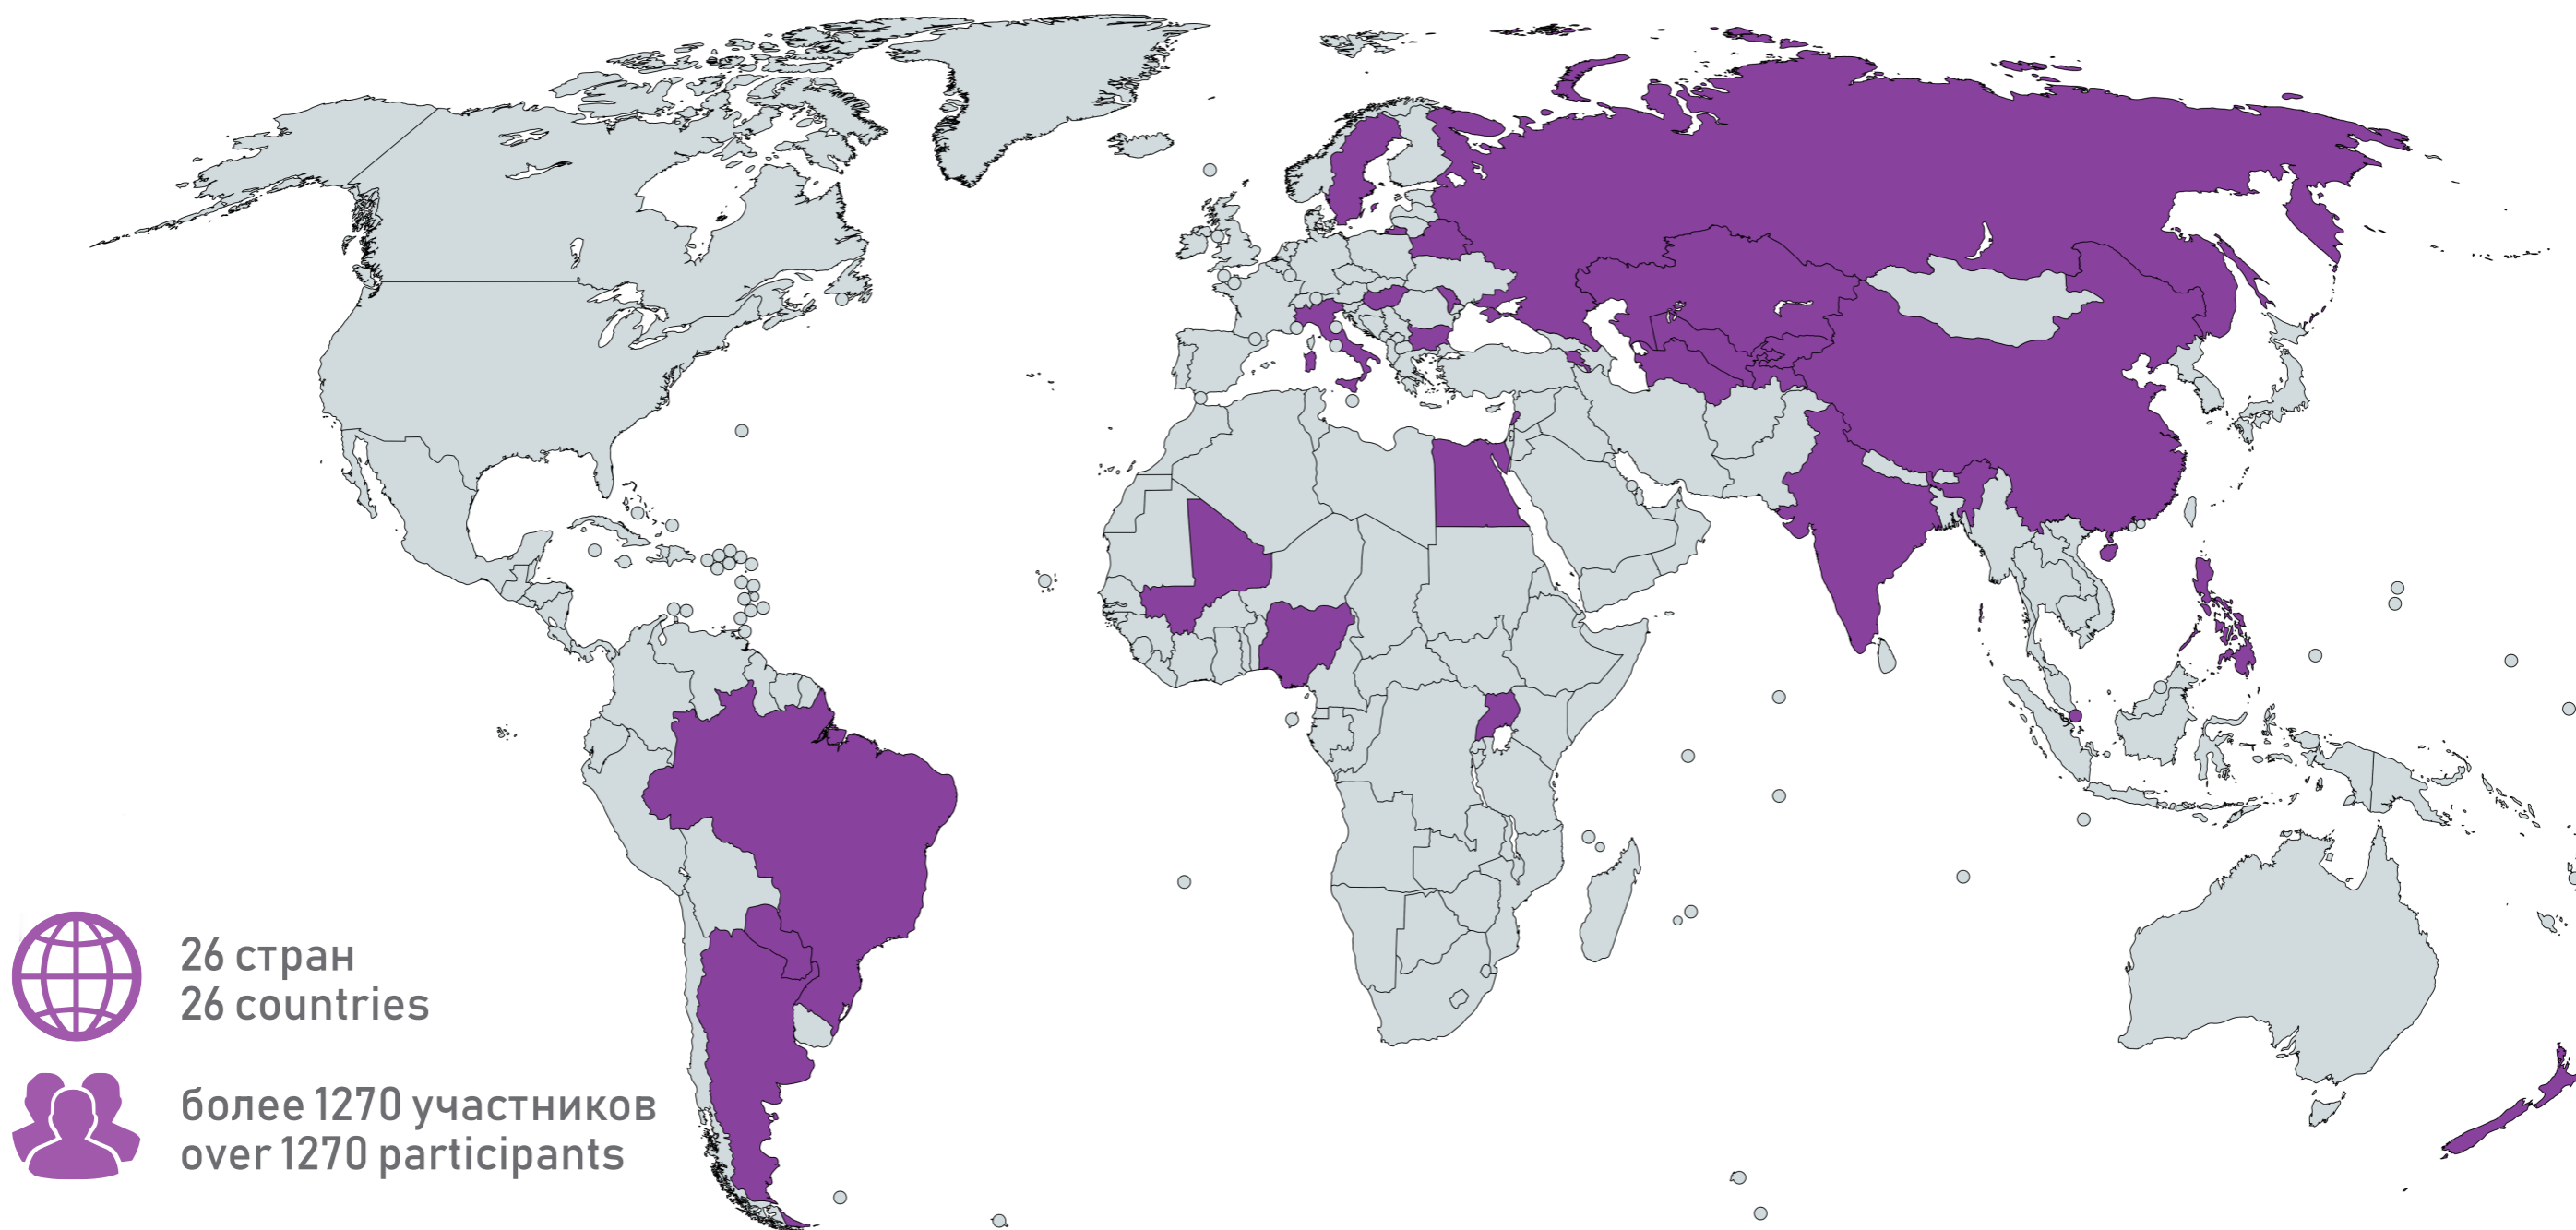 26 стран
26 countries
более 1270 участников
over 1270 participants